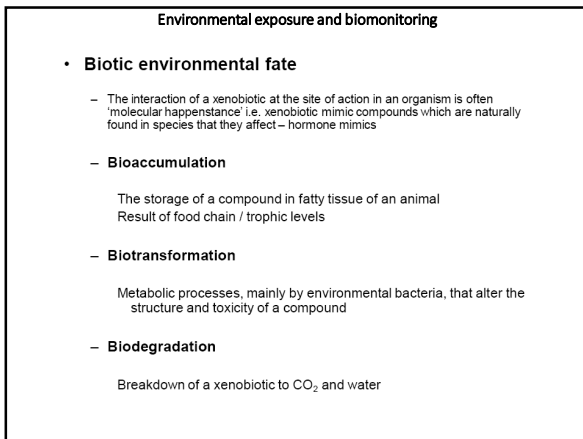 Environmental exposure and biomonitoring
• Biotic environmental fate
– The interaction of a xenobiotic at the site of action in an organism is often
'molecular happenstance' i.e. xenobiotic mimic compounds which are naturally
found in species that they affect – hormone mimics
– Bioaccumulation
The storage of a compound in fatty tissue of an animal
Result of food chain / trophic levels
– Biotransformation
Metabolic processes, mainly by environmental bacteria, that alter the
structure and toxicity of a compound
– Biodegradation
Breakdown of a xenobiotic to CO₂ and water